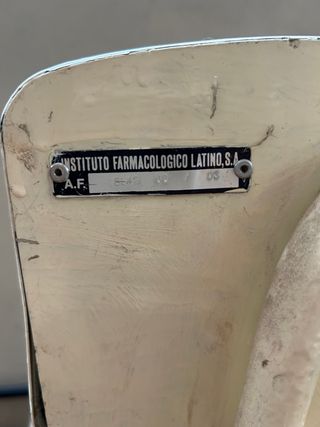 INSTITUTO FARMACOLOGICO LATINO, S.A.
A.F.